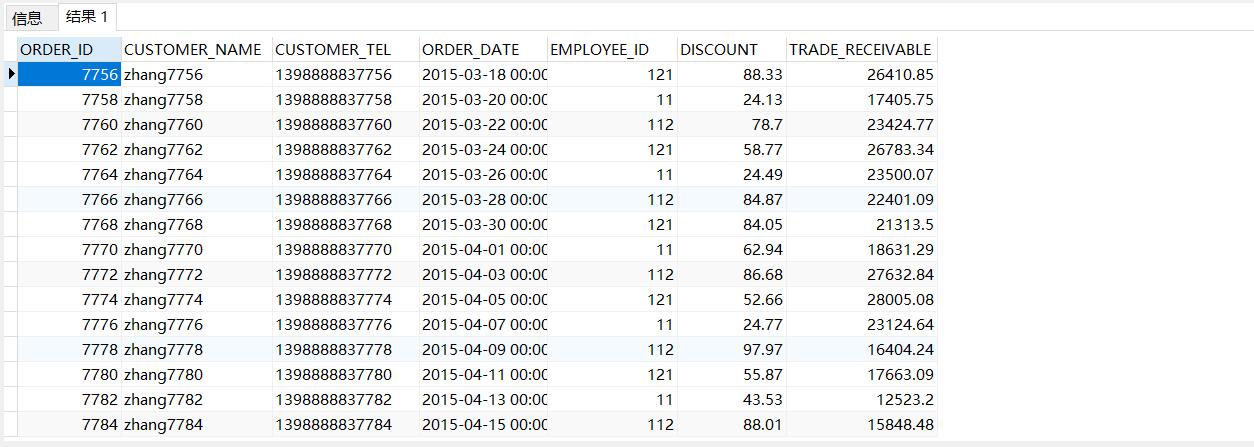 信息 结果 1
ORDER_ID CUSTOMER_NAME CUSTOMER_TEL ORDER_DATE EMPLOYEE_ID DISCOUNT TRADE_RECEIVABLE
7756 zhang7756 1398888837756 2015-03-18 00:00 121 88.33 26410.85
7758 zhang7758 1398888837758 2015-03-20 00:00 11 24.13 17405.75
7760 zhang7760 1398888837760 2015-03-22 00:00 112 78.7 23424.77
7762 zhang7762 1398888837762 2015-03-24 00:00 121 58.77 26783.34
7764 zhang7764 1398888837764 2015-03-26 00:00 11 24.49 23500.07
7766 zhang7766 1398888837766 2015-03-28 00:00 112 84.87 22401.09
7768 zhang7768 1398888837768 2015-03-30 00:00 121 84.05 21313.5
7770 zhang7770 1398888837770 2015-04-01 00:00 11 62.94 18631.29
7772 zhang7772 1398888837772 2015-04-03 00:00 112 86.68 27632.84
7774 zhang7774 1398888837774 2015-04-05 00:00 121 52.66 28005.08
7776 zhang7776 1398888837776 2015-04-07 00:00 11 24.77 23124.64
7778 zhang7778 1398888837778 2015-04-09 00:00 112 97.97 16404.24
7780 zhang7780 1398888837780 2015-04-11 00:00 121 55.87 17663.09
7782 zhang7782 1398888837782 2015-04-13 00:00 11 43.53 12523.2
7784 zhang7784 1398888837784 2015-04-15 00:00 112 88.01 15848.48